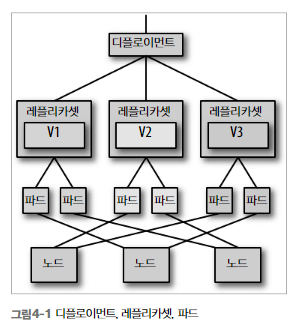 디플로이먼트
레플리카셋 레플리카셋 레플리카셋
V1 V2 V3
파드 파드 파드 파드 파드 파드
노드 노드 노드
그림4-1 디플로이먼트, 레플리카셋, 파드